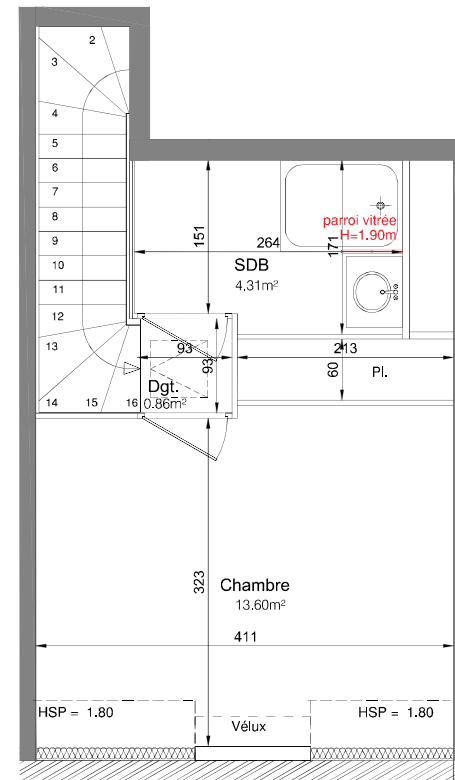 2
3
4
5
6
7
8
9
10
11
12
13
14
15
16
151
264
171
parroi vitrée
H=1.90m
SDB
4.31m²
93
93
213
60
Pl.
Dgt.
0.86m²
323
Chambre
13.60m²
411
HSP = 1.80
HSP = 1.80
Vélux